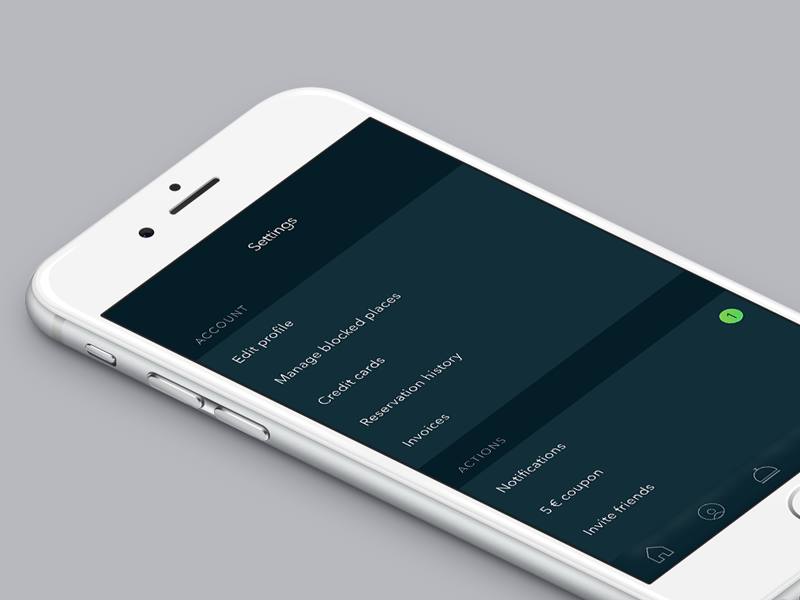 Settings
ACCOUNT
Edit profile
Manage blocked places
Credit cards
Reservation history
Invoices
ACTIONS
Notifications
1
5 € coupon
Invite friends